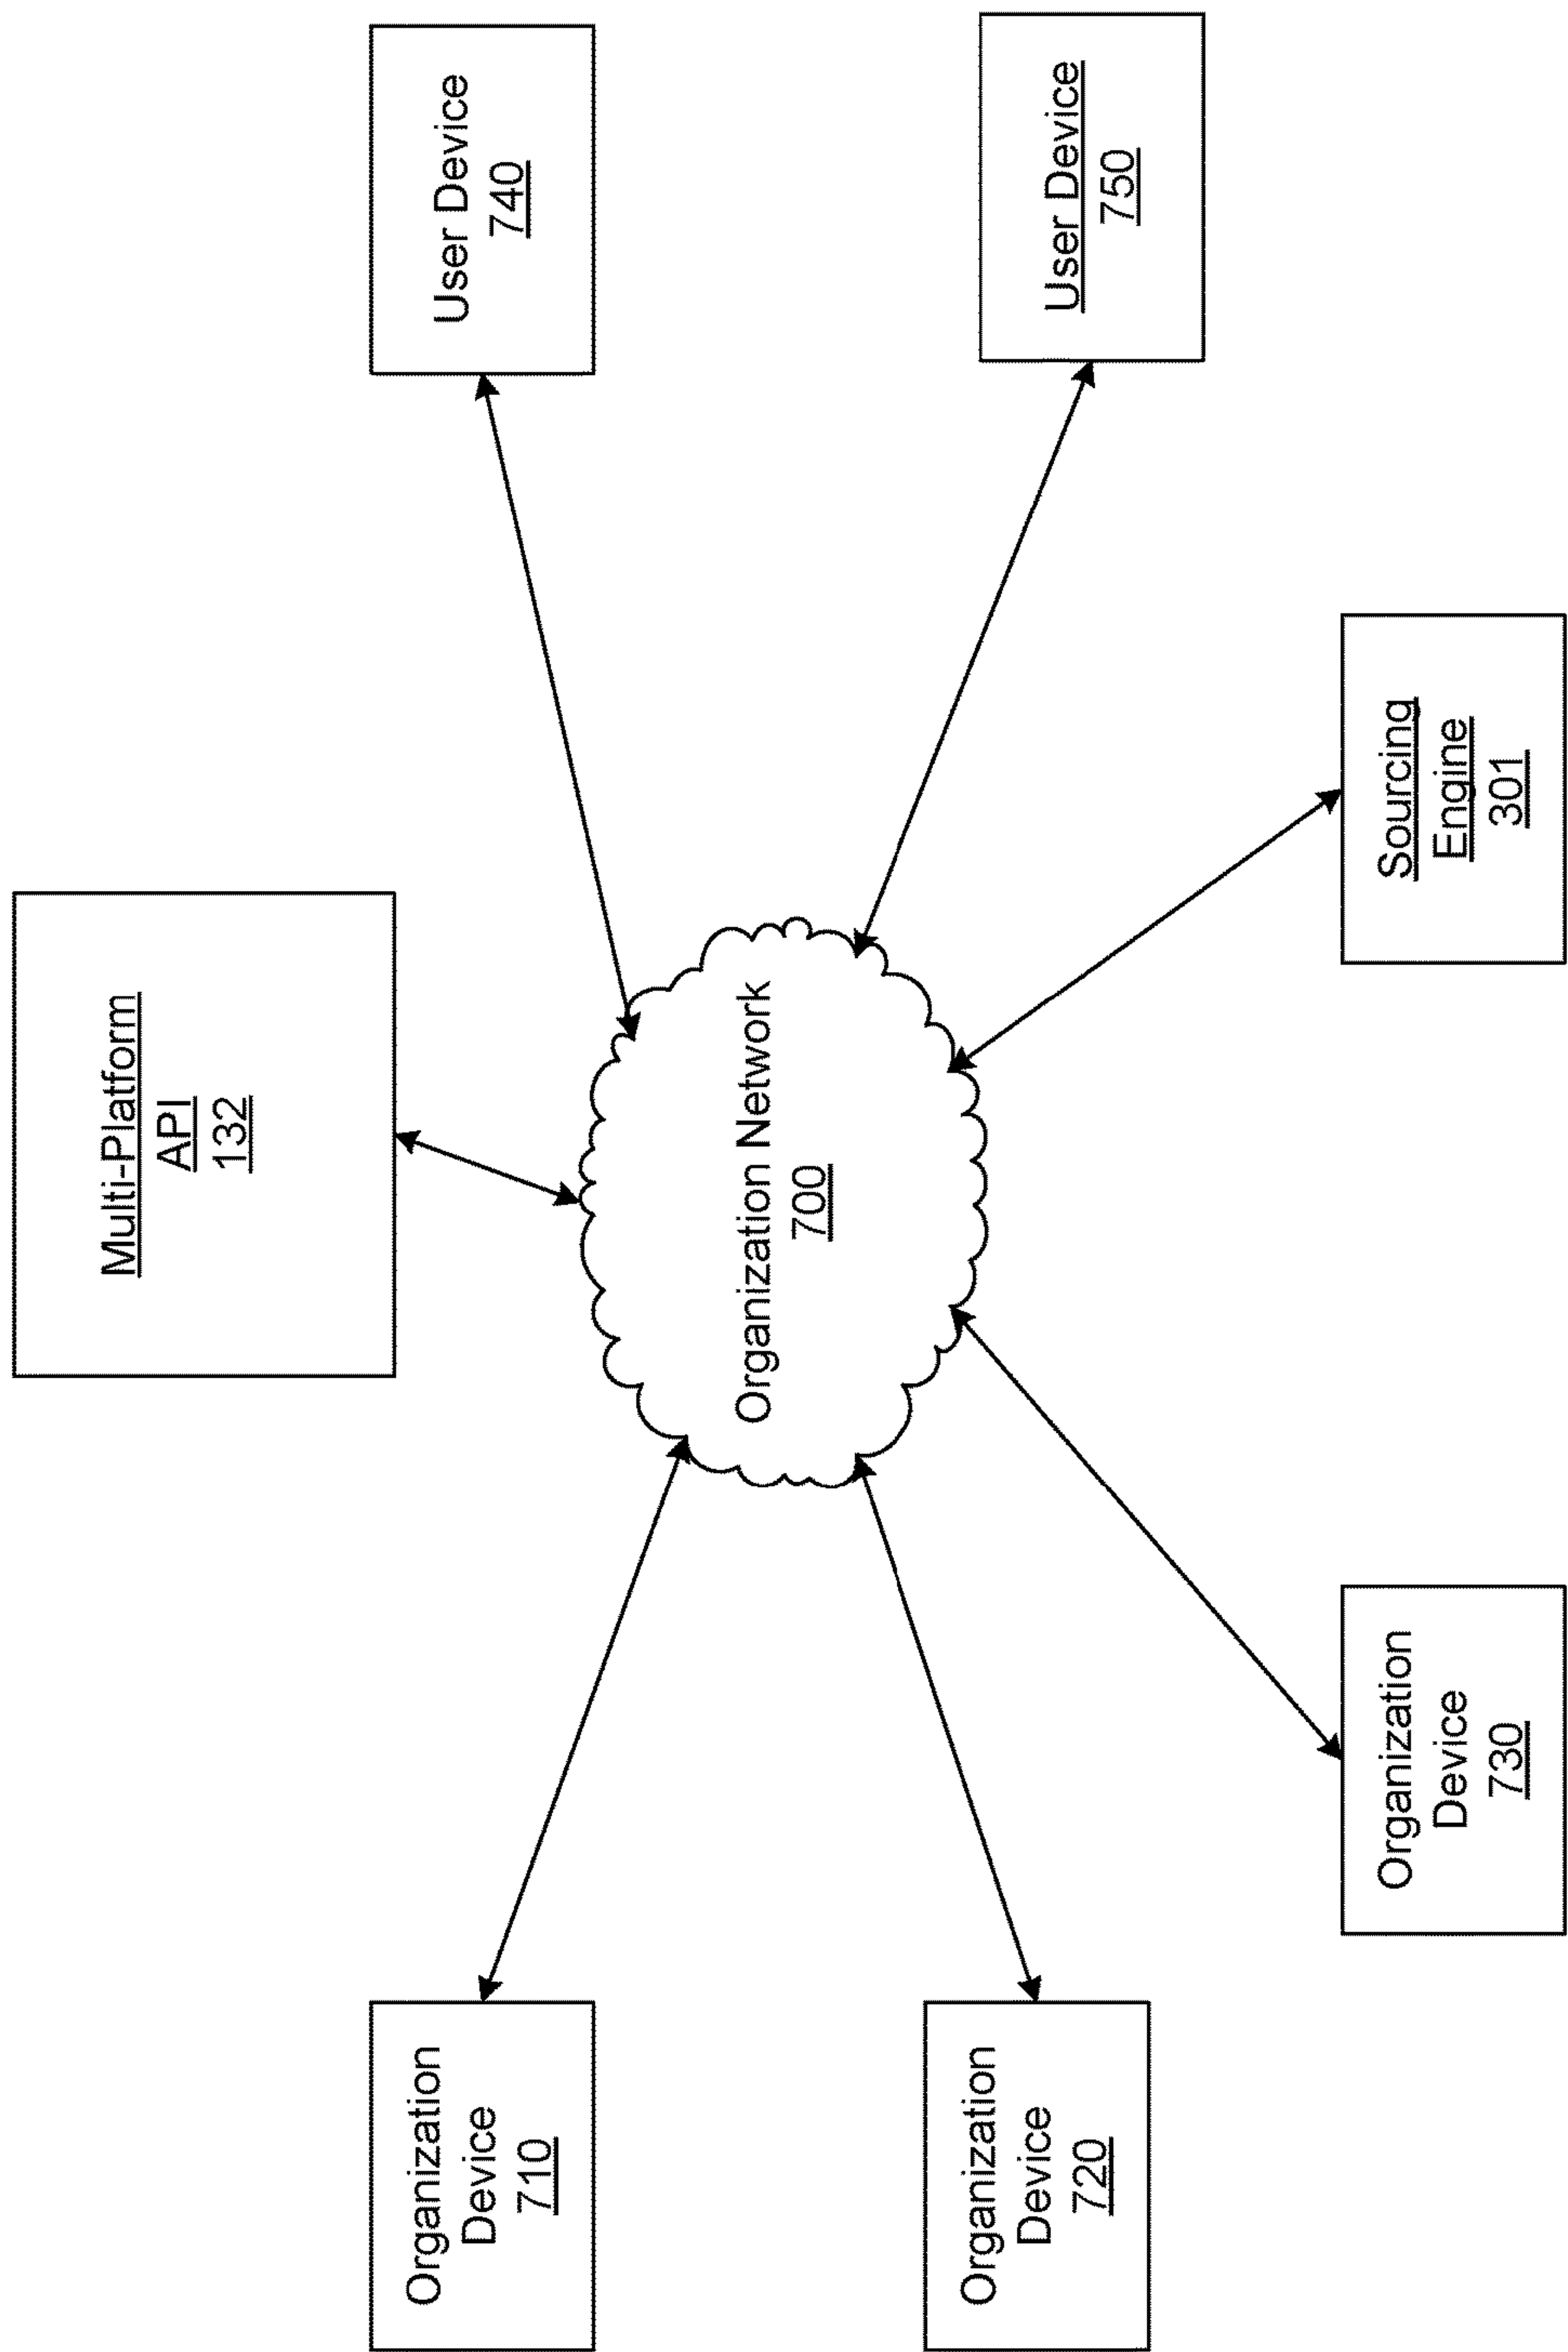 Multi-Platform
API
132
Organization
Device
710
User Device
740
Organization Network
700
Organization
Device
720
User Device
750
Organization
Device
730
Sourcing
Engine
301